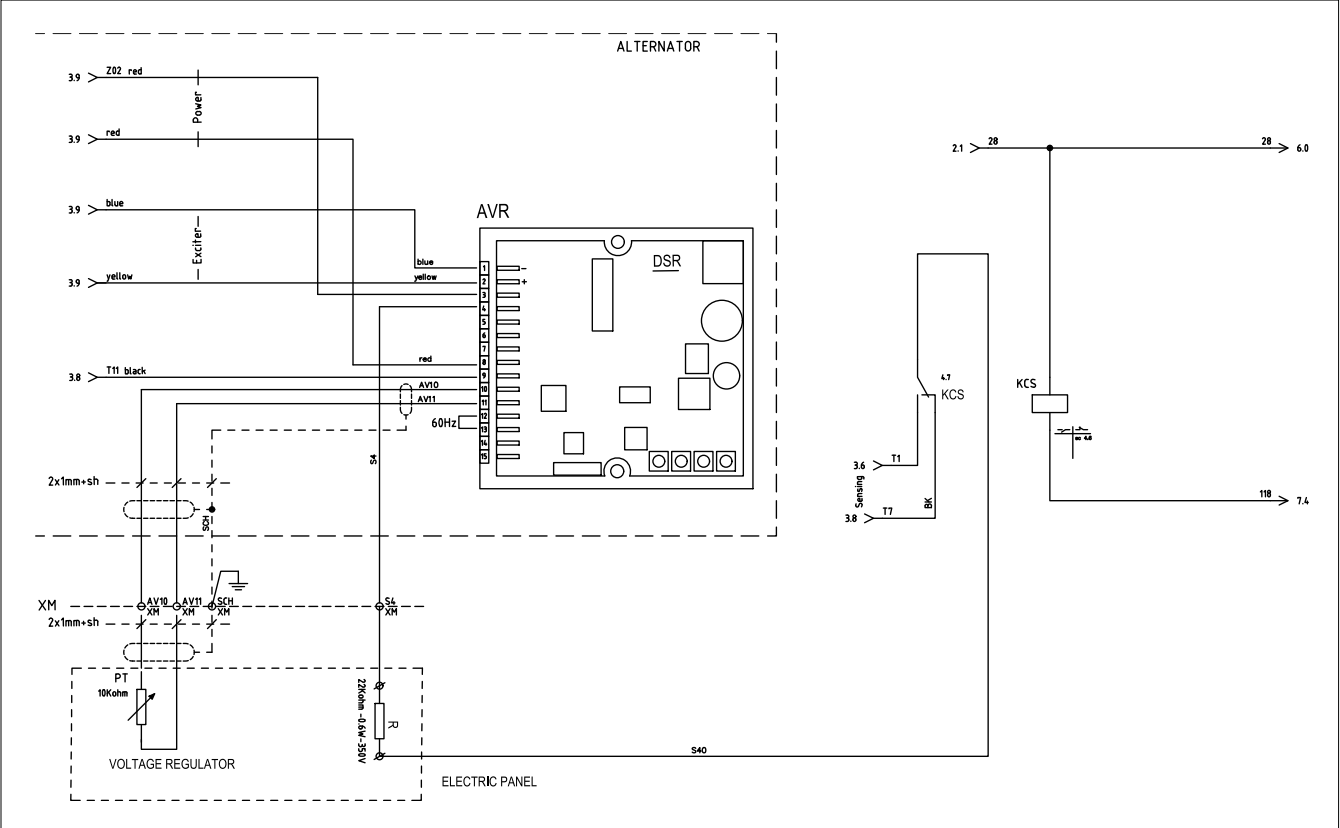 ALTERNATOR
3.9 Z02 red
Power
3.9 red
3.9 blue
Exciter
3.9 yellow
3.8 T11 black
AVR
DSR
blue
yellow
red
AV10
AV11
60Hz
1 -
2 +
3
4
5
6
7
8
9
10
11
12
13
14
15
S4
2x1mm+sh
SCH
XM
AV10 XM
AV11 XM
SCH XM
S4 XM
2x1mm+sh
PT
10Kohm
VOLTAGE REGULATOR
22Kohm -0.6W-350V
R
ELECTRIC PANEL
S40
2.1 28
28 6.0
4.7
KCS
KCS
4.6
3.6 T1
Sensing
3.8 T7
BK
118 7.4